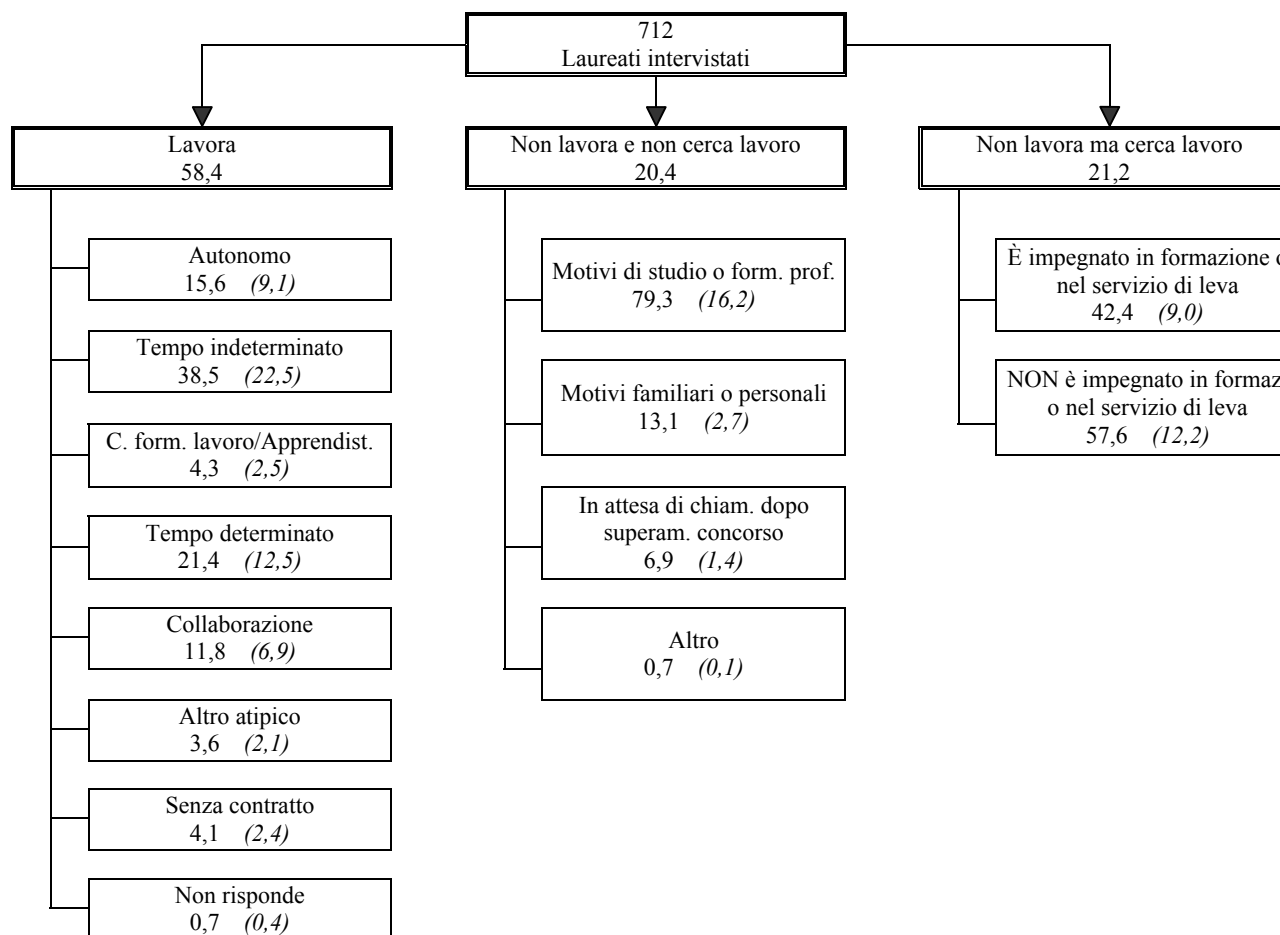 712
Laureati intervistati
Lavora
58,4
Autonomo
15,6 (9,1)
Tempo indeterminato
38,5 (22,5)
C. form. lavoro/Apprendist.
4,3 (2,5)
Tempo determinato
21,4 (12,5)
Collaborazione
11,8 (6,9)
Altro atipico
3,6 (2,1)
Senza contratto
4,1 (2,4)
Non risponde
0,7 (0,4)
Non lavora e non cerca lavoro
20,4
Motivi di studio o form. prof.
79,3 (16,2)
Motivi familiari o personali
13,1 (2,7)
In attesa di chiam. dopo
superam. concorso
6,9 (1,4)
Altro
0,7 (0,1)
Non lavora ma cerca lavoro
21,2
È impegnato in formazione
nel servizio di leva
42,4 (9,0)
NON è impegnato in
o nel servizio di leva
57,6 (12,2)